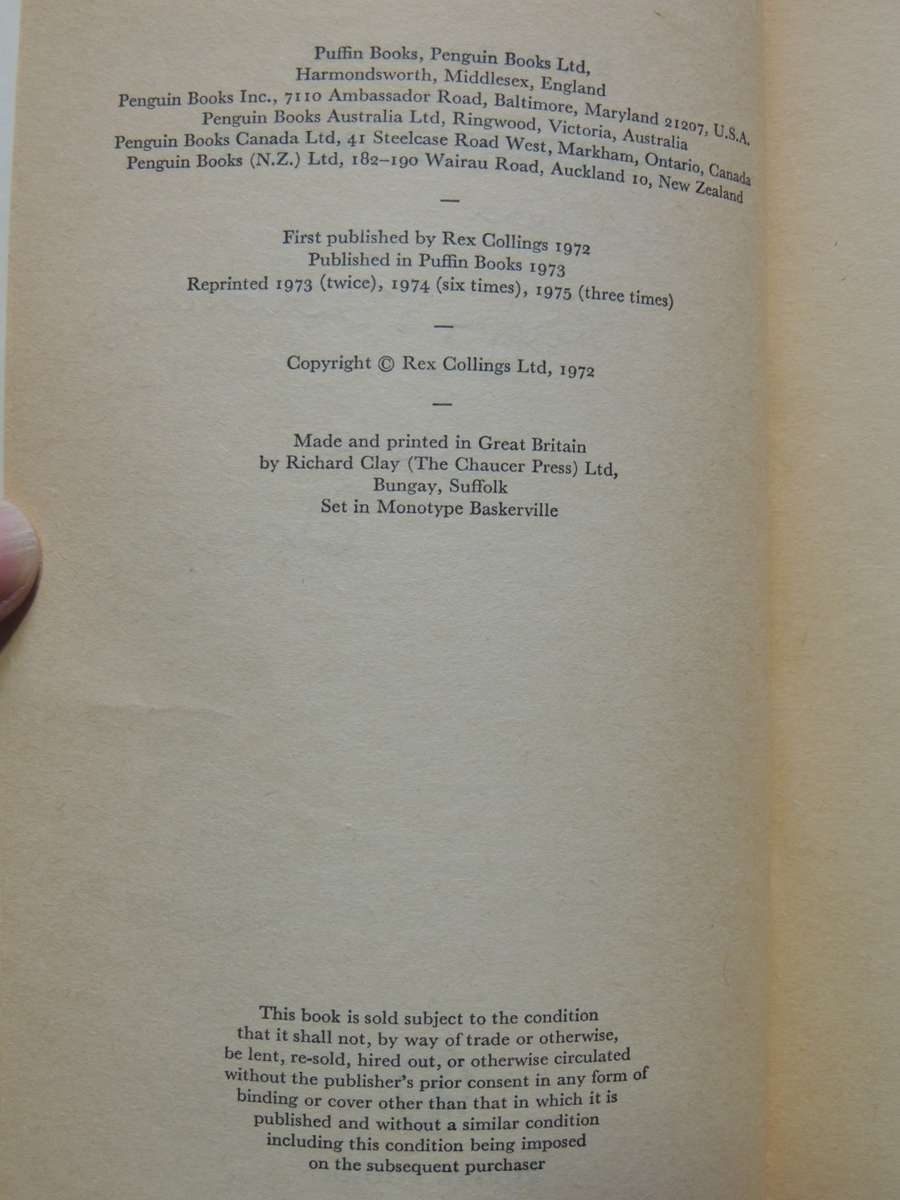 Puffin Books, Penguin Books Ltd,
Harmondsworth, Middlesex, England
Penguin Books Inc., 7110 Ambassador Road, Baltimore, Maryland 21207, U.S.A.
Penguin Books Australia Ltd, Ringwood, Victoria, Australia
Penguin Books Canada Ltd, 41 Steelcase Road West, Markham, Ontario, Canada
Penguin Books (N.Z.) Ltd, 182–190 Wairau Road, Auckland 10, New Zealand
—
First published by Rex Collings 1972
Published in Puffin Books 1973
Reprinted 1973 (twice), 1974 (six times), 1975 (three times)
—
Copyright © Rex Collings Ltd, 1972
—
Made and printed in Great Britain
by Richard Clay (The Chaucer Press) Ltd,
Bungay, Suffolk
Set in Monotype Baskerville
This book is sold subject to the condition
that it shall not, by way of trade or otherwise,
be lent, re-sold, hired out, or otherwise circulated
without the publisher's prior consent in any form of
binding or cover other than that in which it is
published and without a similar condition
including this condition being imposed
on the subsequent purchaser